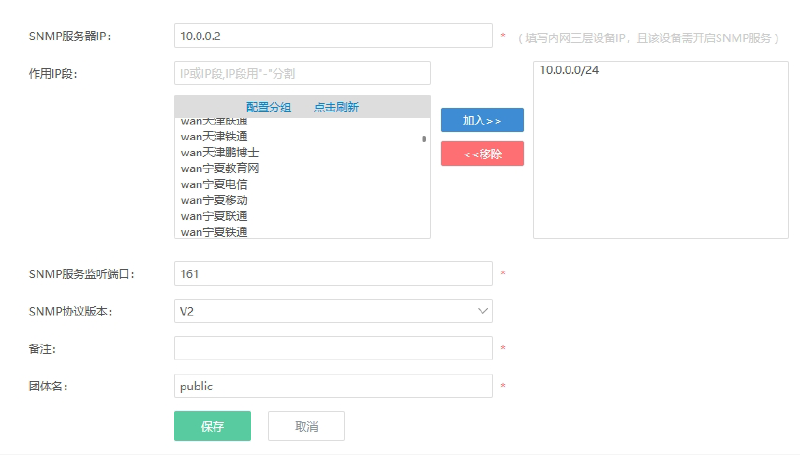 SNMP服务器IP：
10.0.0.2
*
( 填写内网三层设备IP，且该设备需开启SNMP服务 )
作用IP段：
IP或IP段,IP段用"-"分割
10.0.0.0/24
配置分组 点击刷新
wan天津联通
wan天津铁通
wan天津鹏博士
wan宁夏教育网
wan宁夏电信
wan宁夏移动
wan宁夏联通
wan宁夏铁通
加入>>
<<移除
SNMP服务监听端口：
161
*
SNMP协议版本：
V2
备注：
*
团体名：
public
*
保存
取消